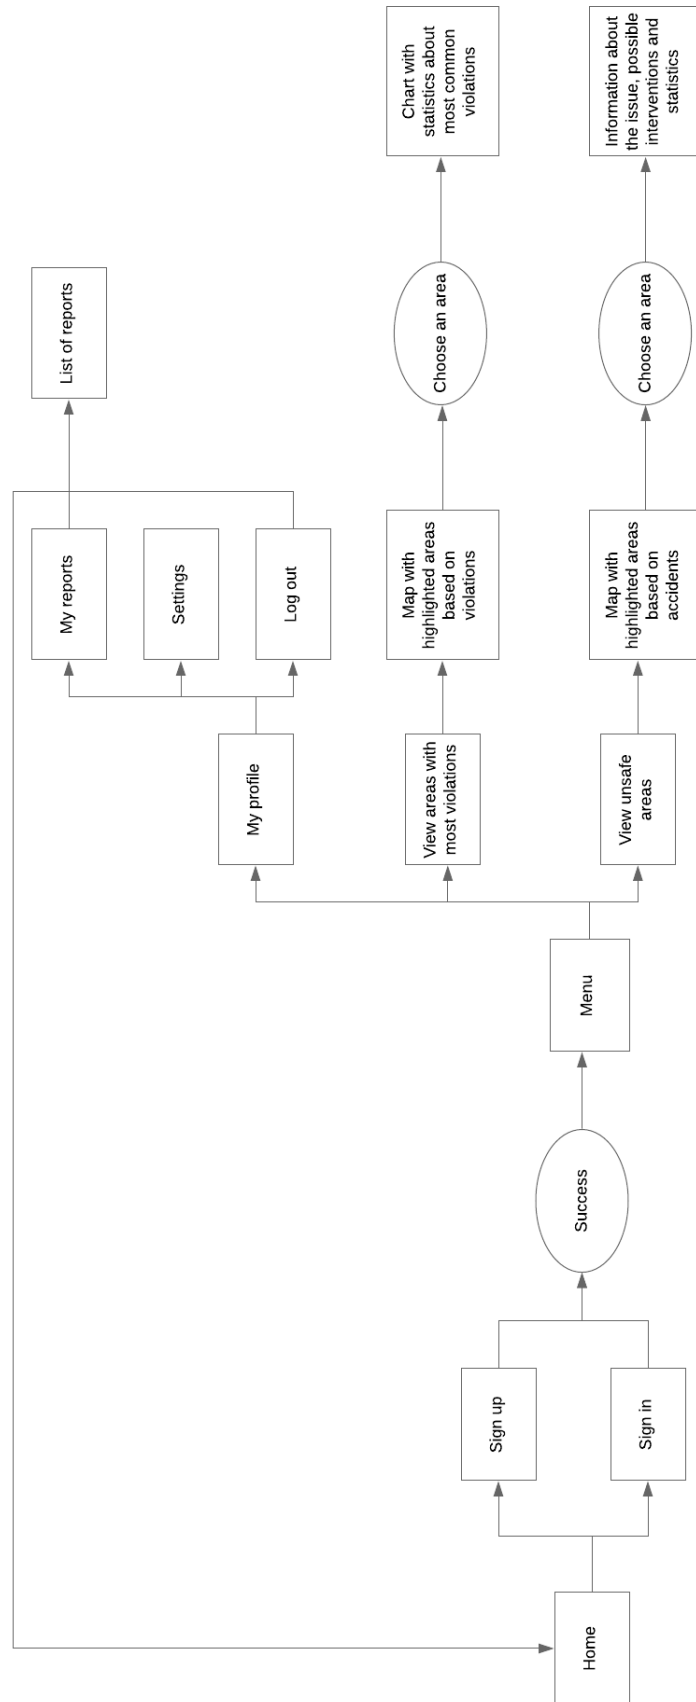 Home
Sign up
Sign in
Success
Menu
My profile
View areas with
most violations
View unsafe
areas
My reports
Settings
Log out
Map with
highlighted areas
based on
violations
Map with
highlighted areas
based on
accidents
List of reports
Choose an area
Choose an area
Chart with
statistics about
most common
violations
Information about
the issue, possible
interventions and
statistics